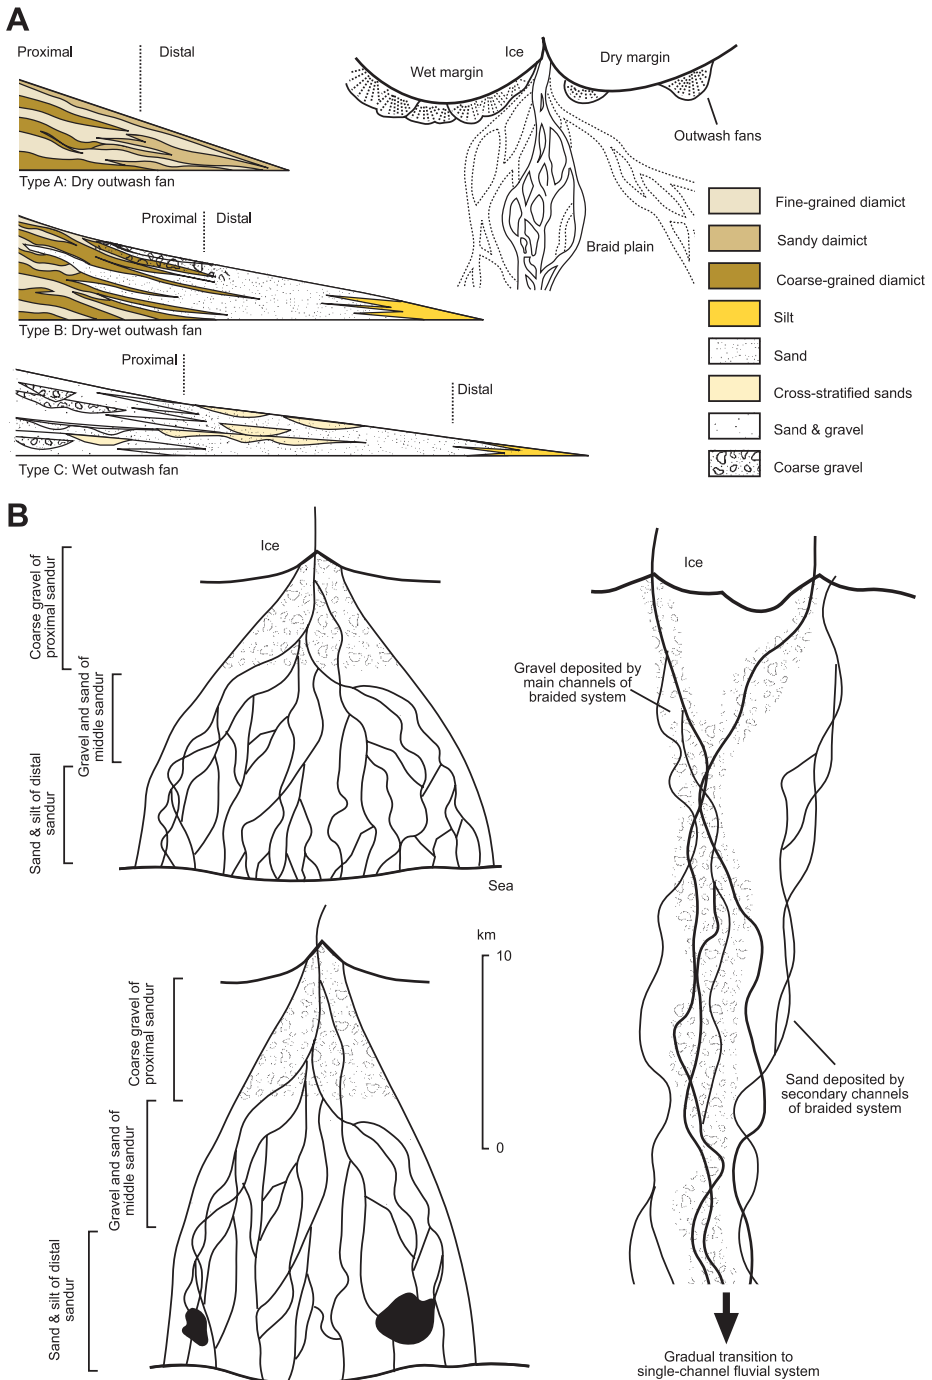 A
Proximal
Distal
Type A: Dry outwash fan
Proximal
Distal
Type B: Dry-wet outwash fan
Proximal
Distal
Type C: Wet outwash fan
Ice
Wet margin
Dry margin
Outwash fans
Braid plain
Fine-grained diamict
Sandy daimict
Coarse-grained diamict
Silt
Sand
Cross-stratified sands
Sand & gravel
Coarse gravel
B
Ice
Coarse gravel of
proximal sandur
Gravel and sand of
middle sandur
Sand & silt of distal
sandur
Sea
km
10
0
Coarse gravel of
proximal sandur
Gravel and sand of
middle sandur
Sand & silt of distal
sandur
Ice
Gravel deposited by
main channels of
braided system
Sand deposited by
secondary channels
of braided system
Gradual transition to
single-channel fluvial system